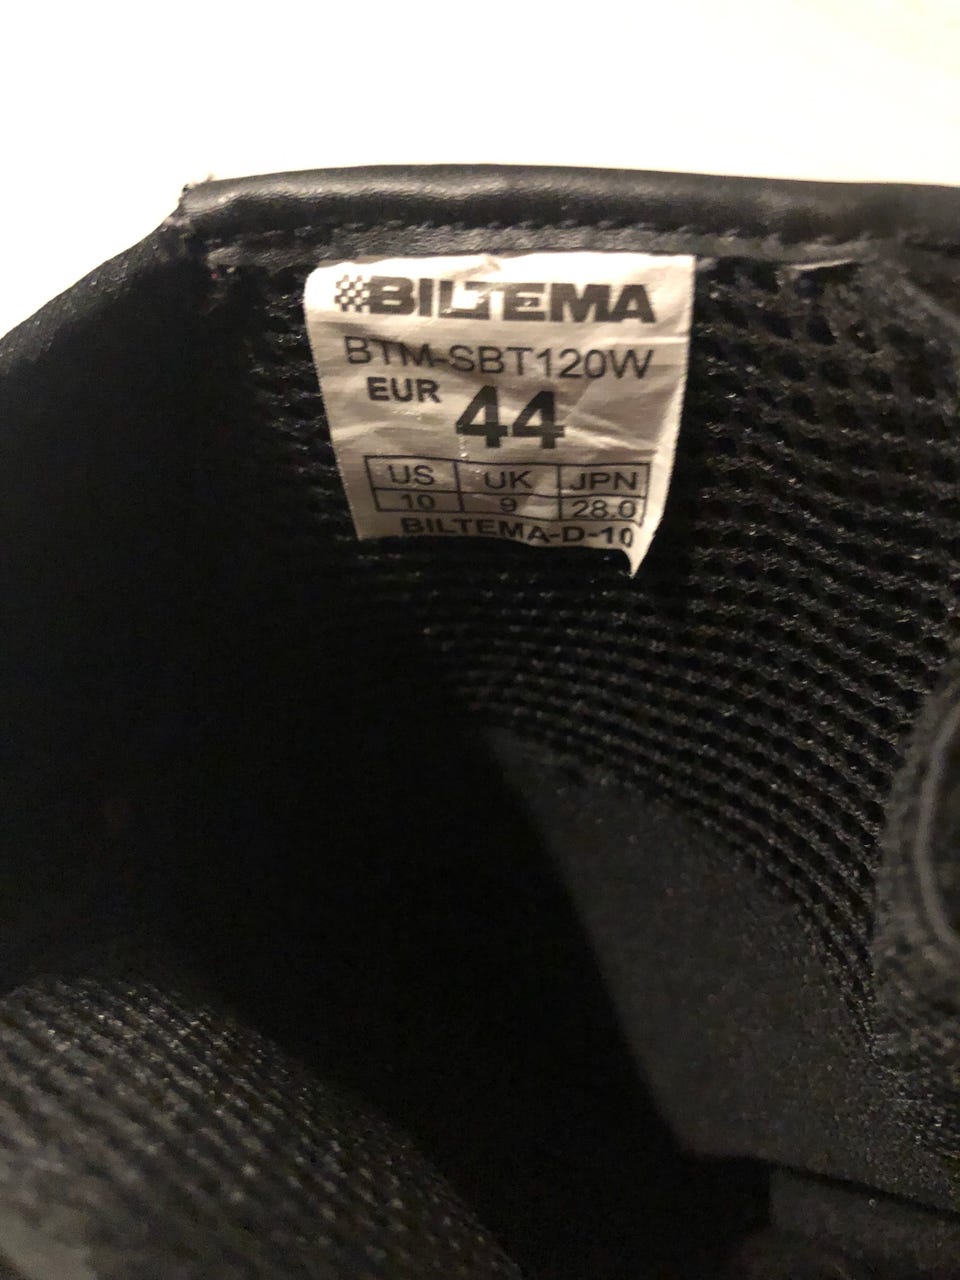 BILTEMA
BTM-SBT120W
EUR 44
US UK JPN
10 9 28.0
BILTEMA-D-10